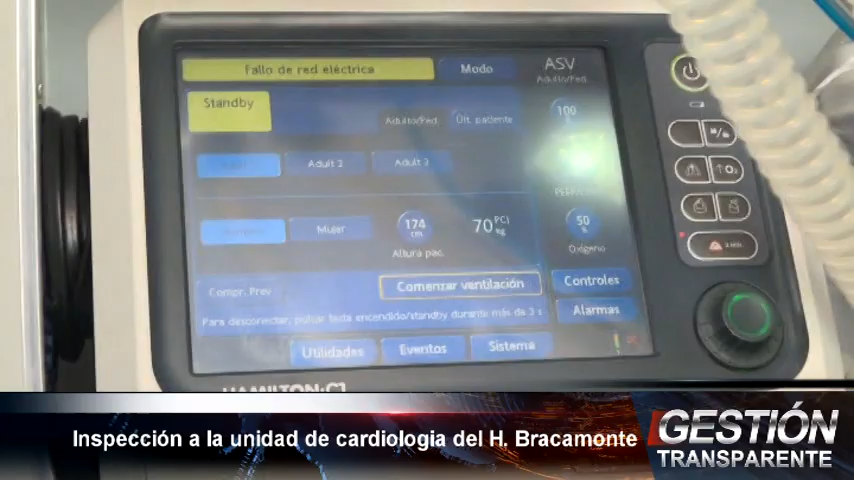 Fallo de red eléctrica
Modo
ASV
Adulto/Ped.
Standby
Adulto/Ped.
Últ. paciente
100
Adult 2
Adult 3
Mujer
174
cm
Altura pac.
70 PCI
kg
50
%
Oxígeno
Compr. Prev
Comenzar ventilación
Controles
Para desconectar, pulsar tecla encendido/standby durante más de 3 s
Alarmas
Utilidades
Eventos
Sistema
HAMILTON-C1
Inspección a la unidad de cardiologia del H. Bracamonte
GESTIÓN
TRANSPARENTE